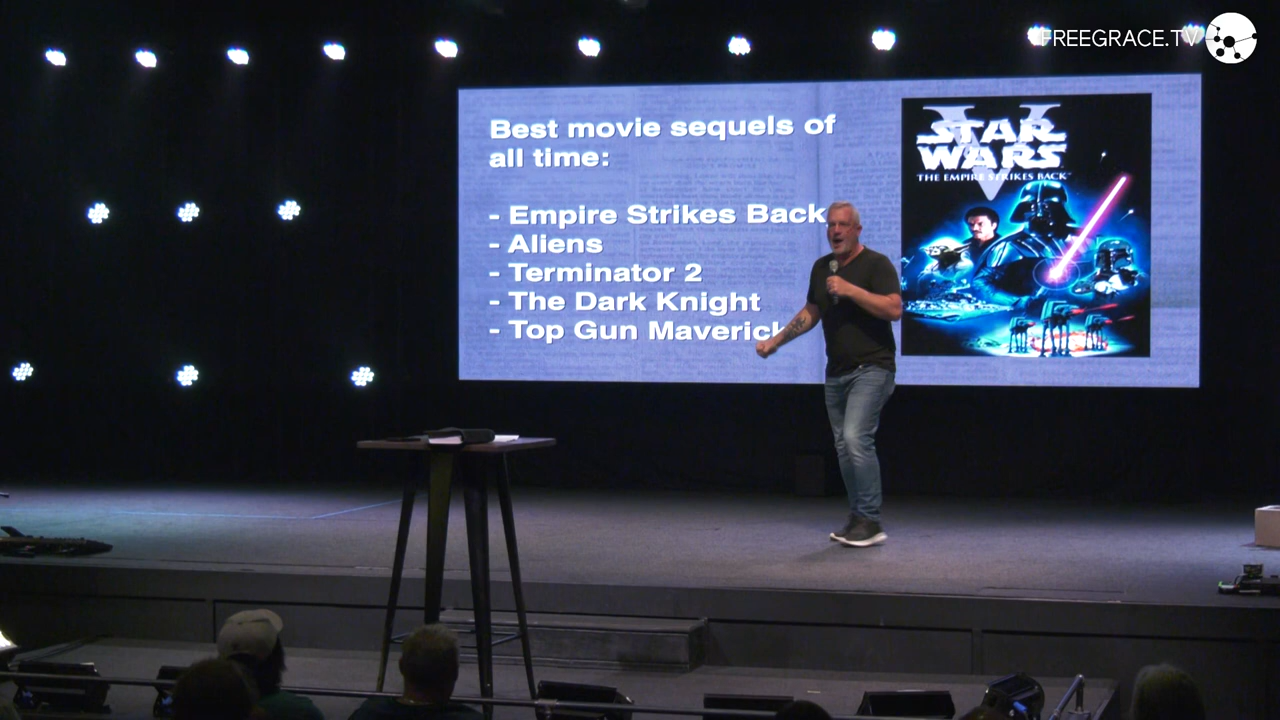 FREEGRACE.TV
Best movie sequels of
all time:
- Empire Strikes Back
- Aliens
- Terminator 2
- The Dark Knight
- Top Gun Maverick
V
STAR
WARS
THE EMPIRE STRIKES BACK